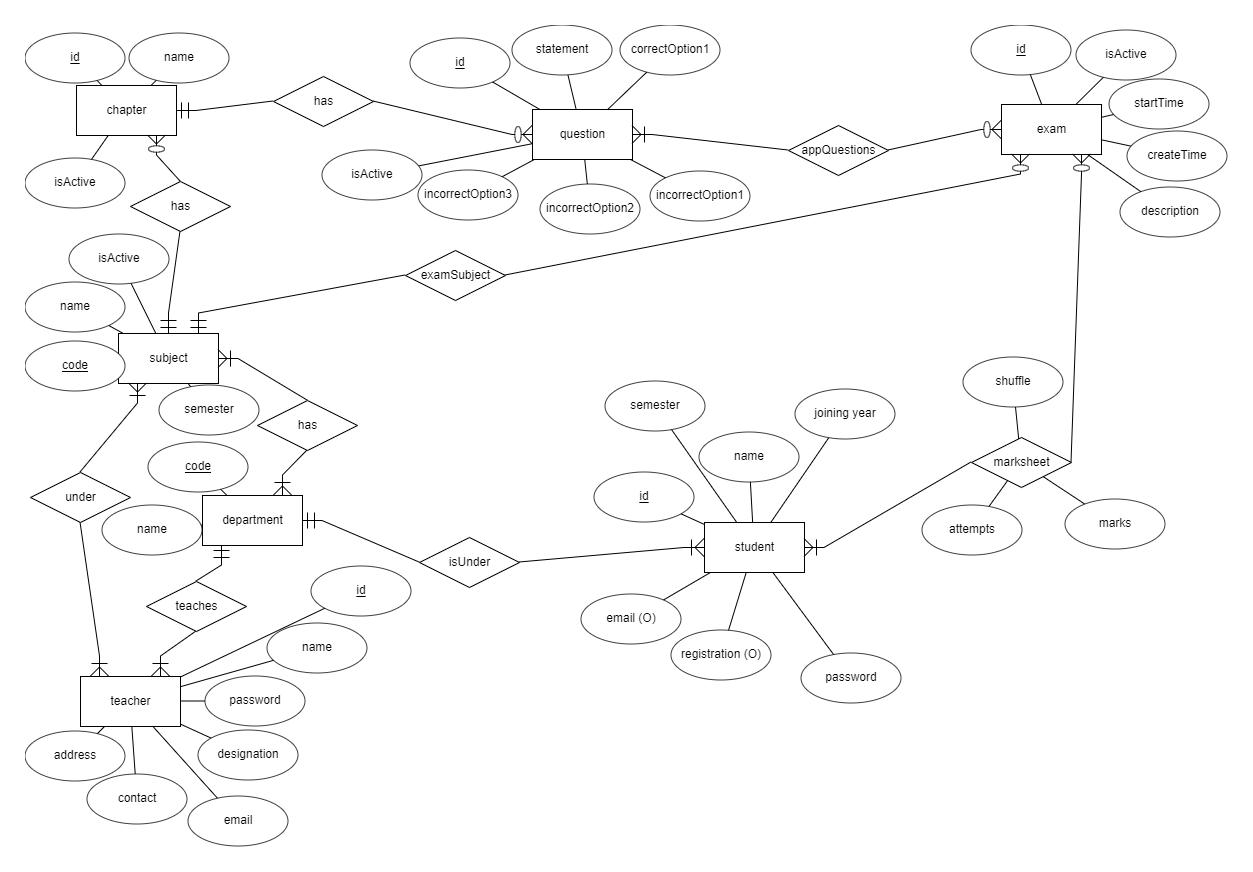 id
name
chapter
isActive
has
id
statement
correctOption1
question
isActive
incorrectOption3
incorrectOption2
incorrectOption1
appQuestions
id
isActive
startTime
createTime
description
exam
has
isActive
name
code
subject
semester
examSubject
has
under
code
name
department
isUnder
teaches
semester
name
joining year
id
student
email (O)
registration (O)
password
shuffle
marksheet
attempts
marks
id
name
password
designation
teacher
address
contact
email